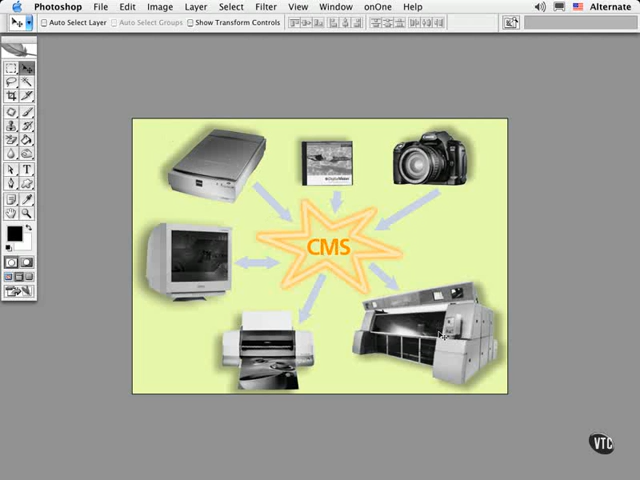 Photoshop File Edit Image Layer Select Filter View Window onOne Help Alternate
Auto Select Layer Auto Select Groups Show Transform Controls
CMS
VTC